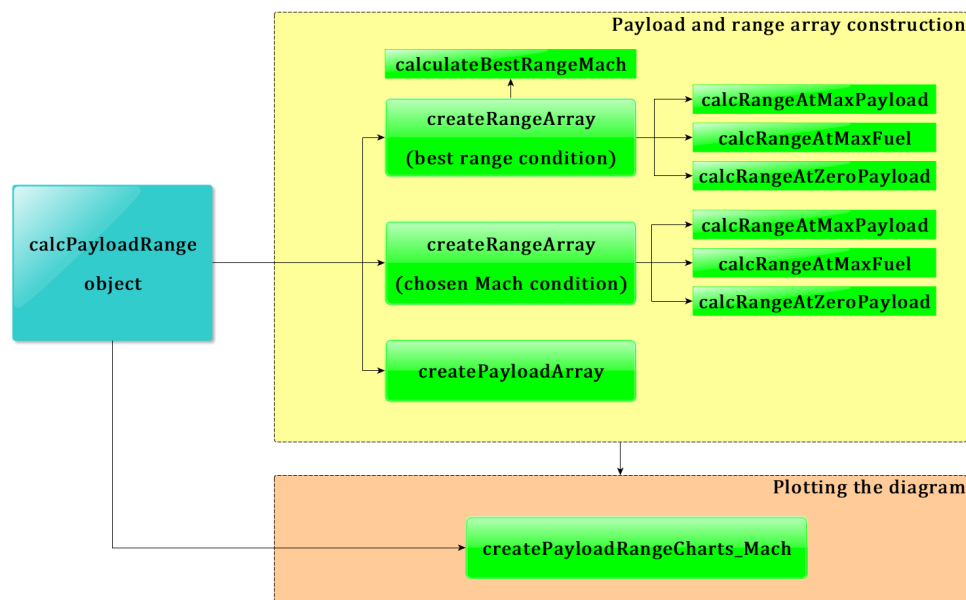 Payload and range array construction
calculateBestRangeMach
createRangeArray
(best range condition)
calcRangeAtMaxPayload
calcRangeAtMaxFuel
calcRangeAtZeroPayload
calcPayloadRange
object
createRangeArray
(chosen Mach condition)
calcRangeAtMaxPayload
calcRangeAtMaxFuel
calcRangeAtZeroPayload
createPayloadArray
Plotting the diagram
createPayloadRangeCharts_Mach